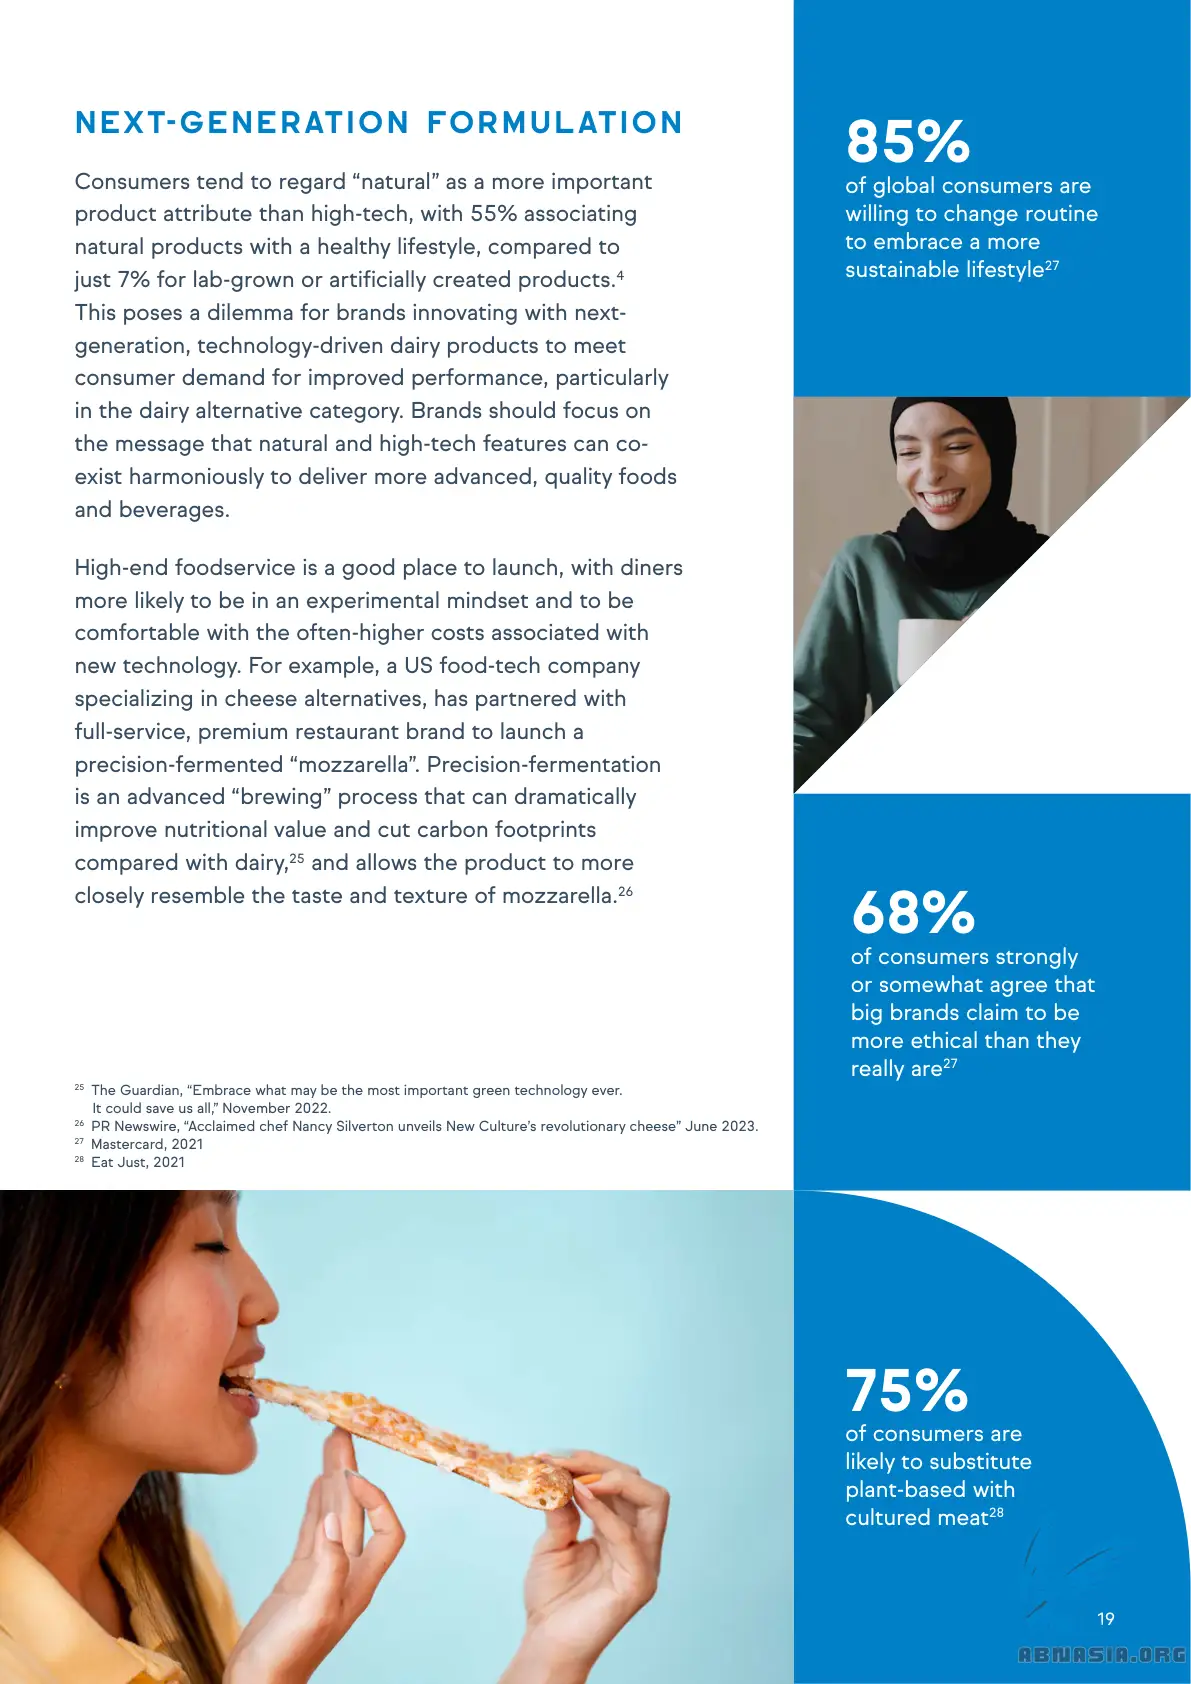 NEXT-GENERATION FORMULATION
Consumers tend to regard “natural” as a more important
product attribute than high-tech, with 55% associating
natural products with a healthy lifestyle, compared to
just 7% for lab-grown or artificially created products.4
This poses a dilemma for brands innovating with next-
generation, technology-driven dairy products to meet
consumer demand for improved performance, particularly
in the dairy alternative category. Brands should focus on
the message that natural and high-tech features can co-
exist harmoniously to deliver more advanced, quality foods
and beverages.
High-end foodservice is a good place to launch, with diners
more likely to be in an experimental mindset and to be
comfortable with the often-higher costs associated with
new technology. For example, a US food-tech company
specializing in cheese alternatives, has partnered with
full-service, premium restaurant brand to launch a
precision-fermented “mozzarella”. Precision-fermentation
is an advanced “brewing” process that can dramatically
improve nutritional value and cut carbon footprints
compared with dairy,25 and allows the product to more
closely resemble the taste and texture of mozzarella.26
25 The Guardian, “Embrace what may be the most important green technology ever.
It could save us all,” November 2022.
26 PR Newswire, “Acclaimed chef Nancy Silverton unveils New Culture’s revolutionary cheese” June 2023.
27 Mastercard, 2021
28 Eat Just, 2021
85%
of global consumers are
willing to change routine
to embrace a more
sustainable lifestyle27
68%
of consumers strongly
or somewhat agree that
big brands claim to be
more ethical than they
really are27
75%
of consumers are
likely to substitute
plant-based with
cultured meat28
19
ABNASIA.ORG